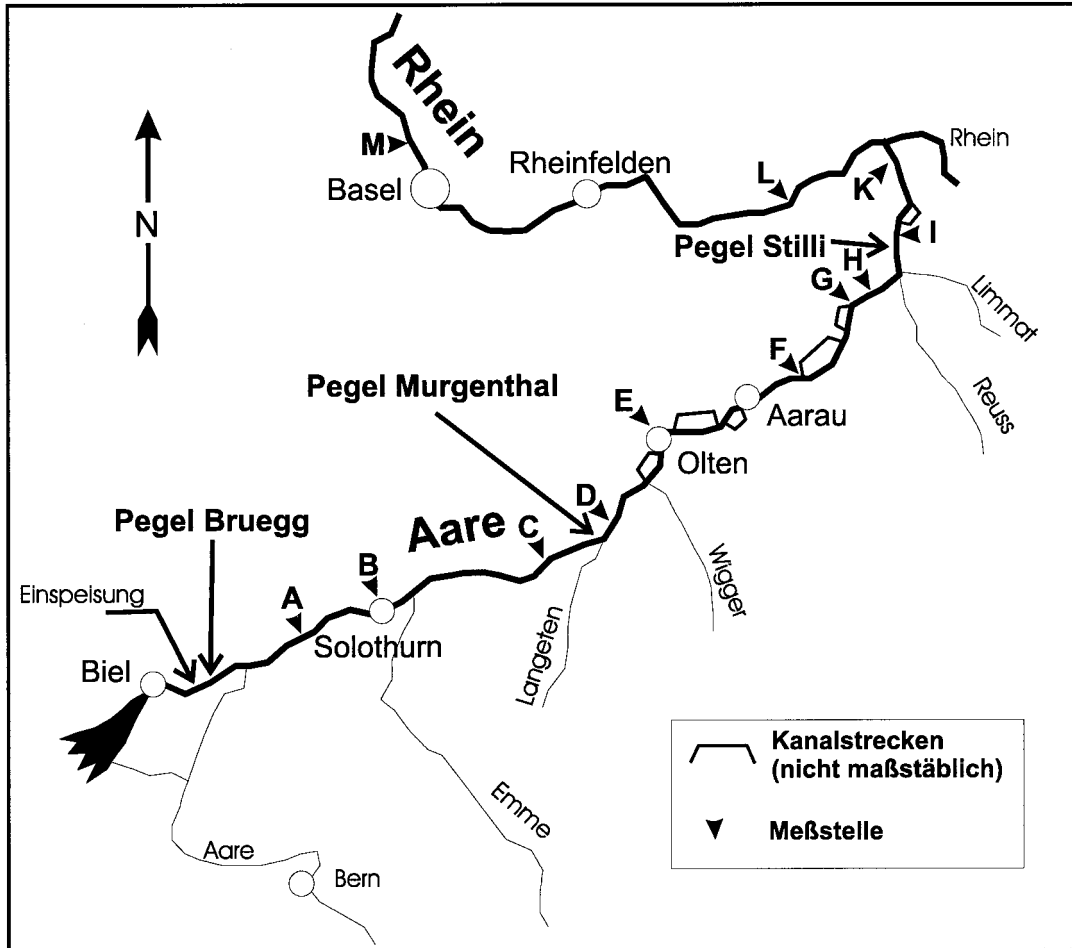 Rhein
Rhein
M
Rheinfelden
Basel
L
K
N
Pegel Stilli
I
H
G
Limmat
F
Reuss
Pegel Murgenthal
E
Aarau
Olten
D
Pegel Bruegg
Aare
C
Wigger
B
Einspeisung
A
Solothurn
Langeten
Biel
Kanalstrecken
(nicht maßstäblich)
Emme
Meßstelle
Aare
Bern